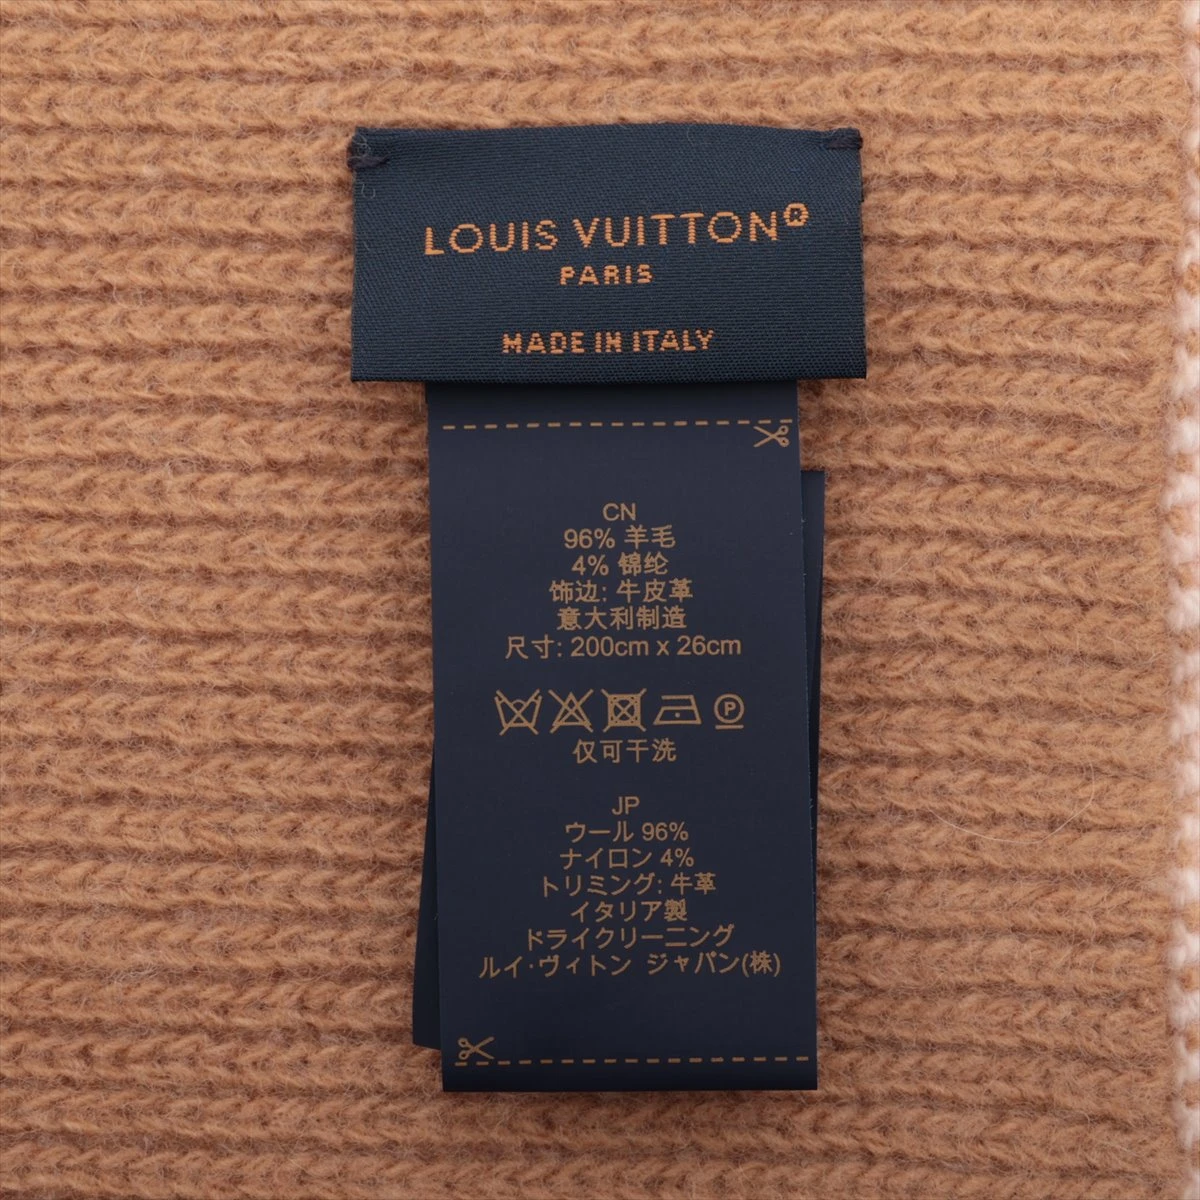 LOUIS VUITTON®
PARIS
MADE IN ITALY
CN
96% 羊毛
4% 锦纶
饰边: 牛皮革
意大利制造
尺寸: 200cm x 26cm
P
仅可干洗
JP
ウール 96%
ナイロン 4%
トリミング: 牛革
イタリア製
ドライクリーニング
ルイ·ヴィトン ジャパン(株)